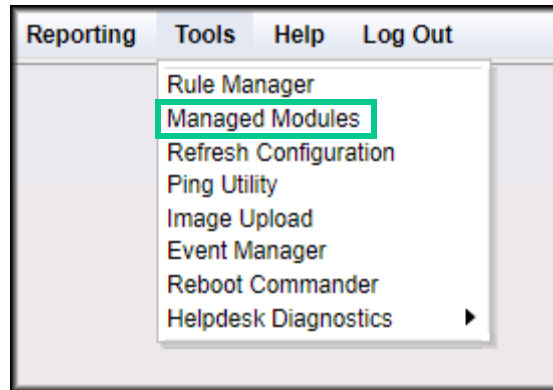 Reporting Tools Help Log Out
Rule Manager
Managed Modules
Refresh Configuration
Ping Utility
Image Upload
Event Manager
Reboot Commander
Helpdesk Diagnostics